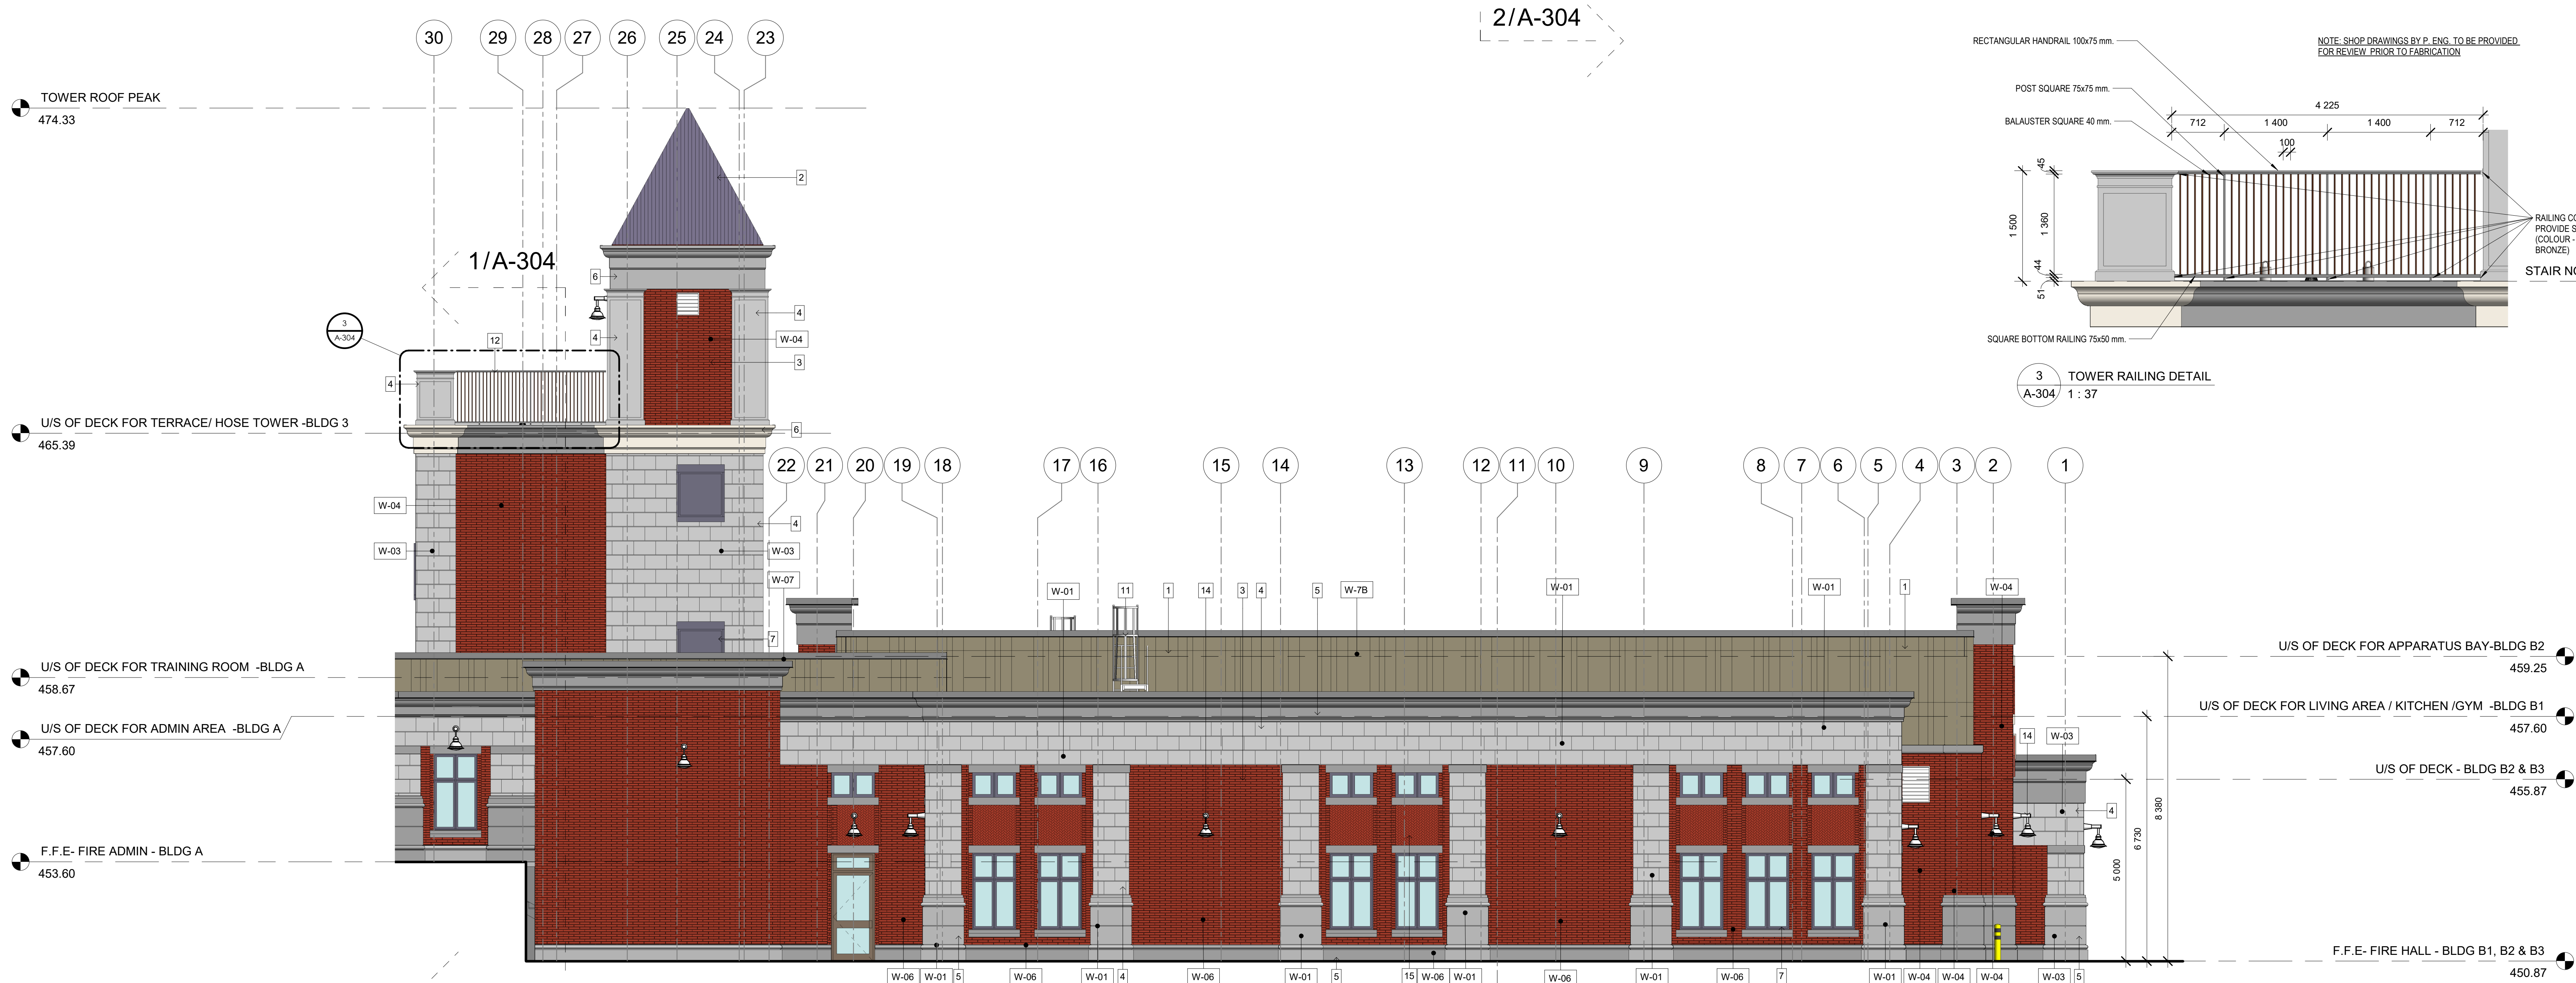 2/A-304
30
29
28
27
26
25
24
23
TOWER ROOF PEAK
474.33
2
1/A-304
6
4
4
W-04
3
3
A-304
12
4
U/S OF DECK FOR TERRACE/ HOSE TOWER -BLDG 3
465.39
6
RECTANGULAR HANDRAIL 100x75 mm.
NOTE: SHOP DRAWINGS BY P. ENG. TO BE PROVIDED
FOR REVIEW PRIOR TO FABRICATION
POST SQUARE 75x75 mm.
BALAUSTER SQUARE 40 mm.
4 225
712
1 400
1 400
712
100
45
1 500
1 360
44
51
RAILING CO
PROVIDE S
(COLOUR -
BRONZE)
STAIR NO
SQUARE BOTTOM RAILING 75x50 mm.
3
A-304
TOWER RAILING DETAIL
1 : 37
22
21
20
19
18
17
16
15
14
13
12
11
10
9
8
7
6
5
4
3
2
1
W-04
4
W-03
W-03
W-07
7
W-01
11
1
14
3
4
5
W-7B
W-01
W-01
1
W-04
14
W-03
4
U/S OF DECK FOR TRAINING ROOM -BLDG A
458.67
U/S OF DECK FOR ADMIN AREA -BLDG A
457.60
F.F.E- FIRE ADMIN - BLDG A
453.60
U/S OF DECK FOR APPARATUS BAY-BLDG B2
459.25
U/S OF DECK FOR LIVING AREA / KITCHEN /GYM -BLDG B1
457.60
U/S OF DECK - BLDG B2 & B3
455.87
5 000
6 730
8 380
F.F.E- FIRE HALL - BLDG B1, B2 & B3
450.87
W-06
W-01
5
W-06
W-01
4
W-06
W-01
5
15
W-06
W-01
W-06
W-01
W-06
7
W-01
W-04
W-04
W-04
W-03
5